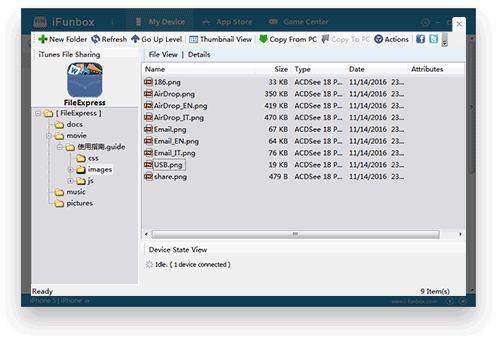 iFunbox
My Device
App Store
Game Center
New Folder Refresh Go Up Level Thumbnail View Copy From PC Copy To PC Actions
iTunes File Sharing
File View | Details
FileExpress
Name Size Type Date Attributes
186.png 33 KB ACDSee 18 P... 11/14/2016 23...
AirDrop.png 350 KB ACDSee 18 P... 11/14/2016 23...
AirDrop_EN.png 419 KB ACDSee 18 P... 11/14/2016 23...
AirDrop_IT.png 470 KB ACDSee 18 P... 11/14/2016 23...
Email.png 67 KB ACDSee 18 P... 11/14/2016 23...
Email_EN.png 64 KB ACDSee 18 P... 11/14/2016 23...
Email_IT.png 76 KB ACDSee 18 P... 11/14/2016 23...
USB.png 19 KB ACDSee 18 P... 11/14/2016 23...
share.png 479 B ACDSee 18 P... 11/14/2016 23...
[ FileExpress ]
docs
movie
使用指南.guide
css
images
js
music
pictures
Device State View
Idle. ( 1 device connected )
Ready
9 Item(s)
iPhone 5 | iPhone
www.i-funbox.com